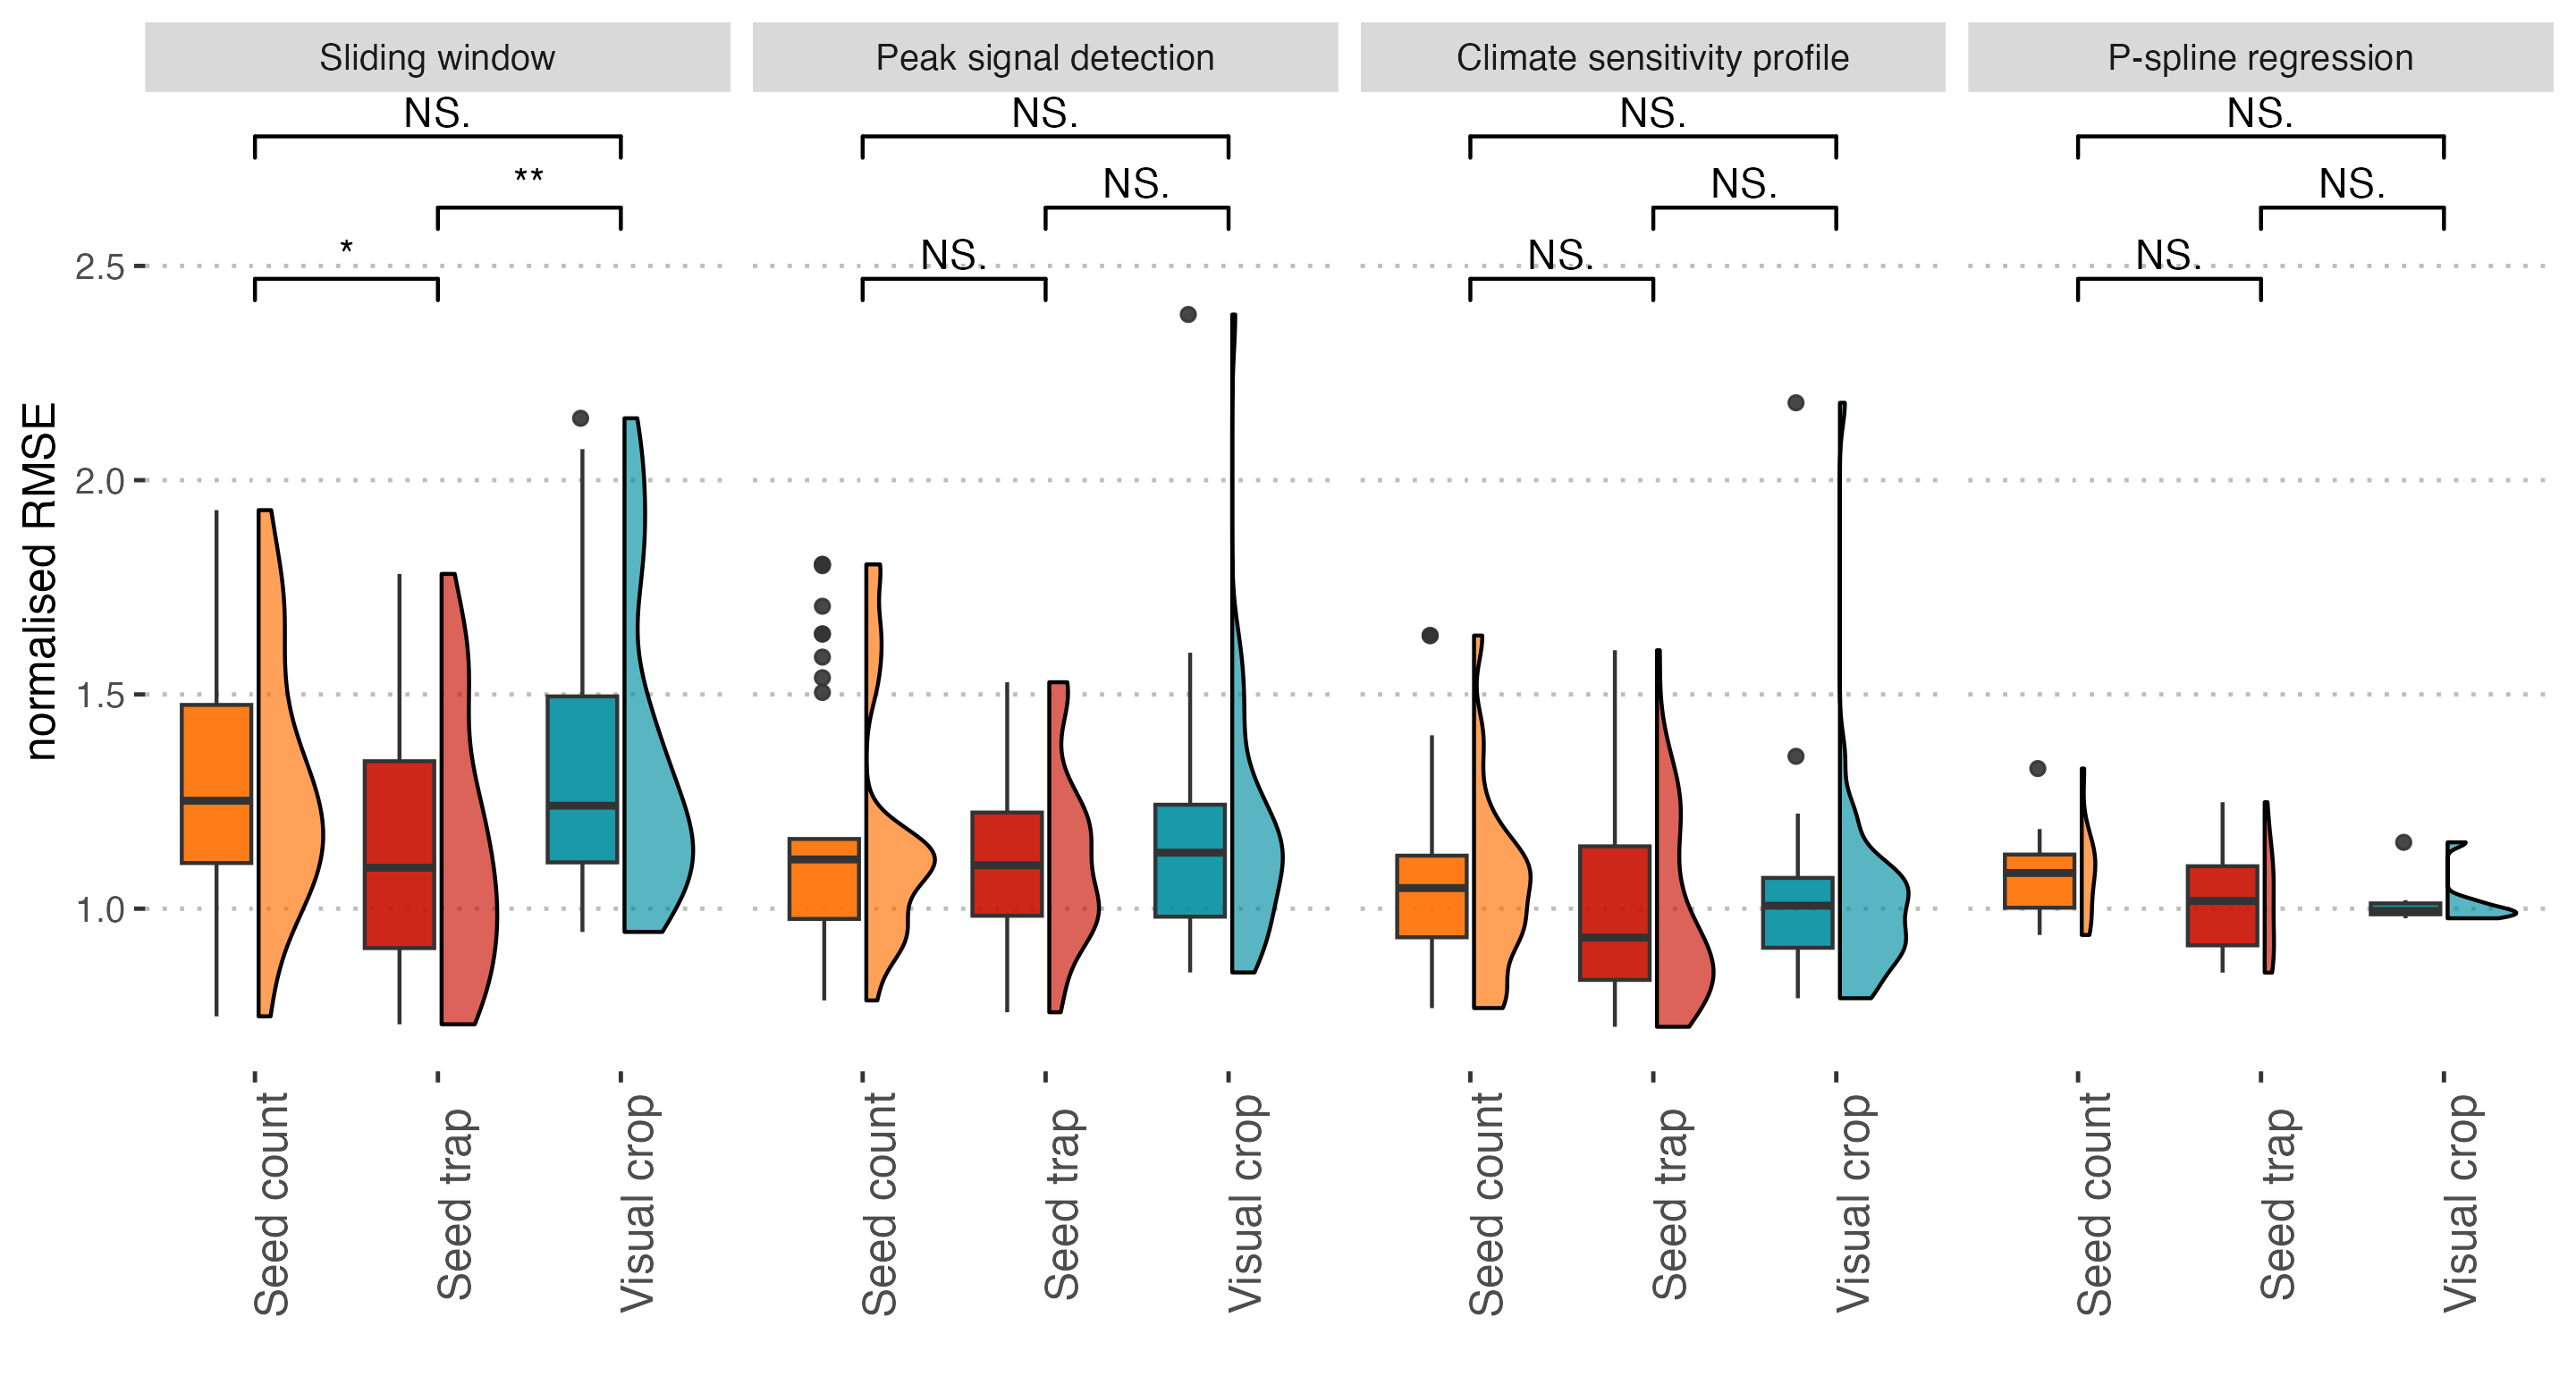 Sliding window
Peak signal detection
Climate sensitivity profile
P-spline regression
NS.
**
*
NS.
NS.
NS.
NS.
NS.
NS.
NS.
NS.
NS.
normalised RMSE
2.5
2.0
1.5
1.0
Seed count
Seed trap
Visual crop
Seed count
Seed trap
Visual crop
Seed count
Seed trap
Visual crop
Seed count
Seed trap
Visual crop